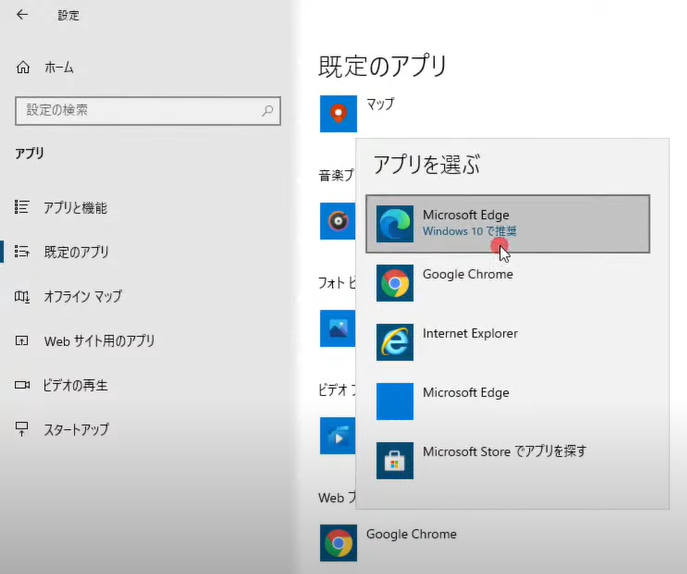 設定
ホーム
設定の検索
アプリ
アプリと機能
既定のアプリ
オフライン マップ
Web サイト用のアプリ
ビデオの再生
スタートアップ
既定のアプリ
マップ
音楽プ
フォト ビ
ビデオ プ
Web ブ
Google Chrome
アプリを選ぶ
Microsoft Edge
Windows 10 で推奨
Google Chrome
Internet Explorer
Microsoft Edge
Microsoft Store でアプリを探す